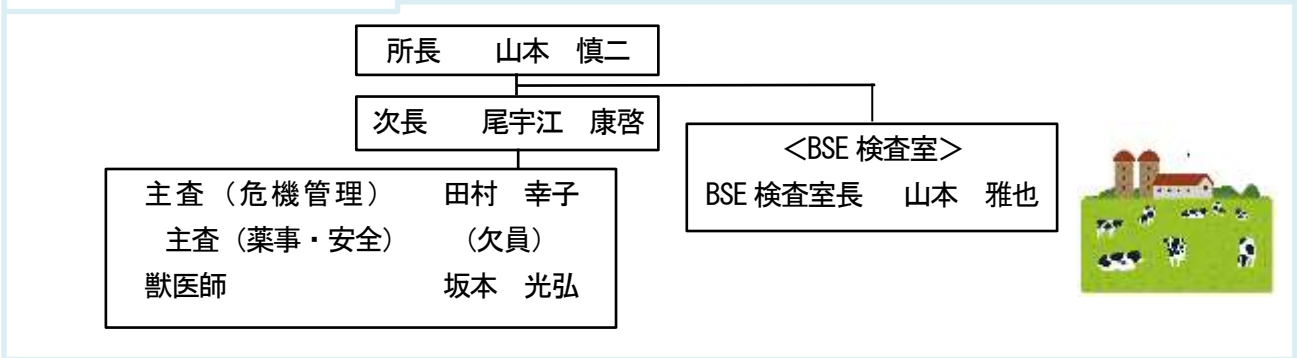 所長　　山本　慎二
次長　　尾宇江　康啓
＜BSE 検査室＞
BSE 検査室長　　山本　雅也
主査（危機管理）　　田村　幸子
主査（薬事・安全）　　（欠員）
獣医師　　坂本　光弘